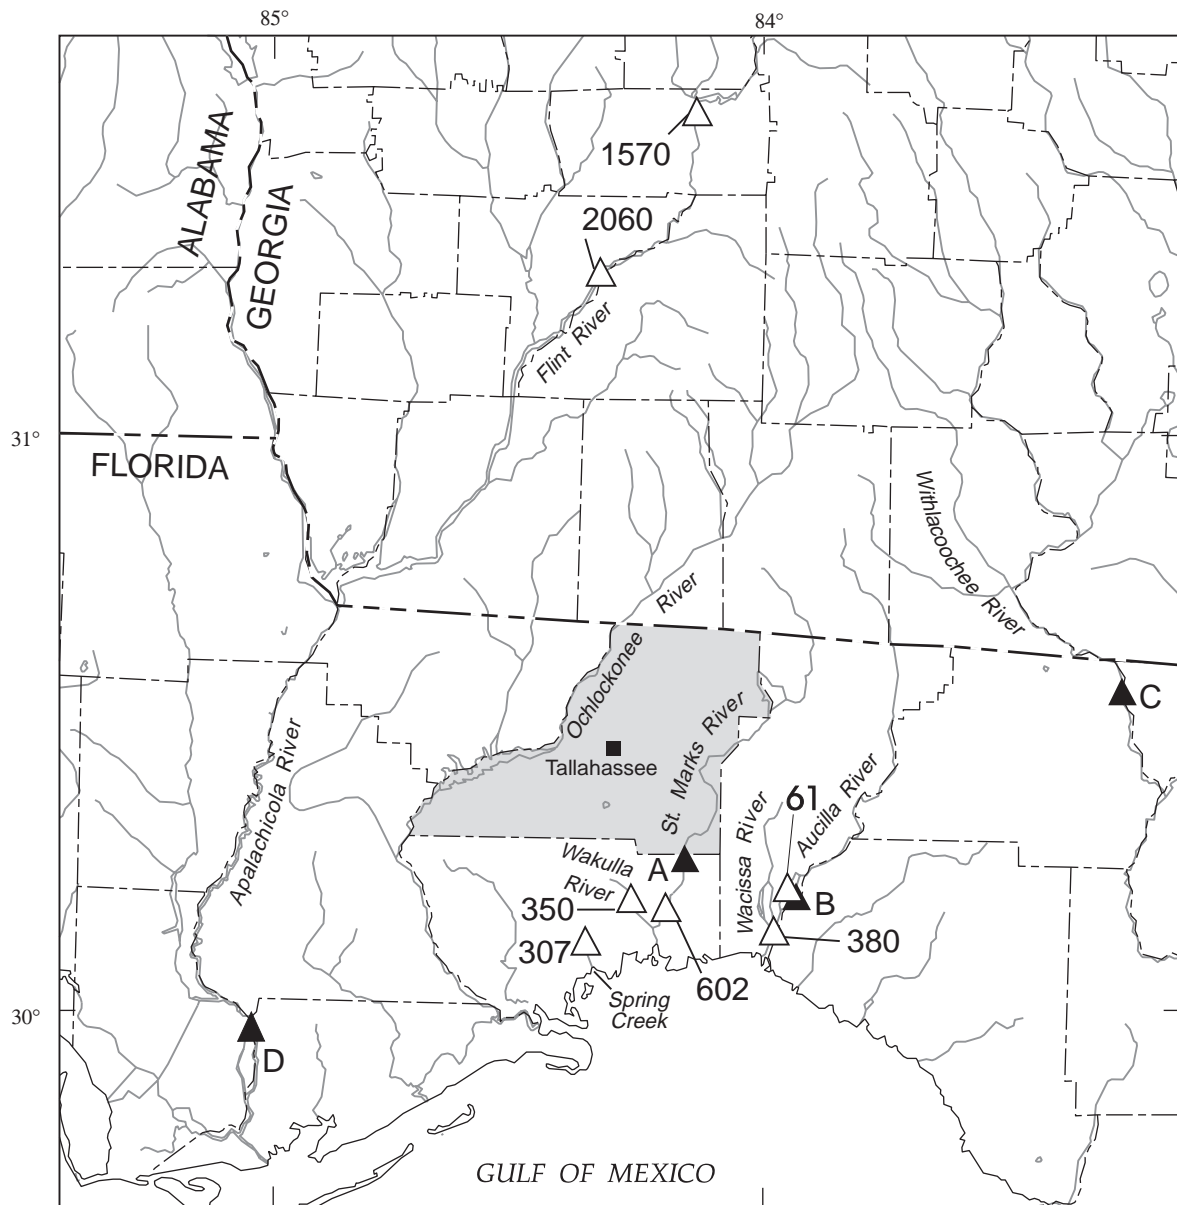 85°
84°
1570
ALABAMA
GEORGIA
2060
Flint River
31°
FLORIDA
Withlacoochee River
Ochlockonee River
Apalachicola River
Tallahassee
St. Marks River
C
61
Aucilla River
Wacissa River
Wakulla
River
A
B
350
307
380
602
Spring
Creek
30°
D
GULF OF MEXICO